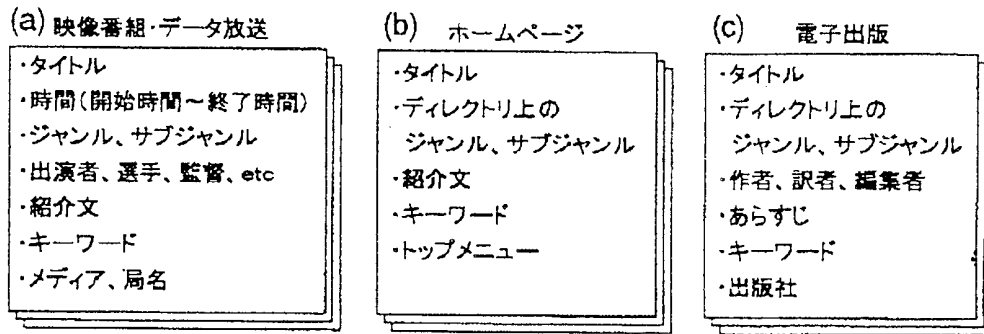 (a) 映像番組・データ放送
・タイトル
・時間(開始時間～終了時間)
・ジャンル、サブジャンル
・出演者、選手、監督、etc
・紹介文
・キーワード
・メディア、局名
(b) ホームページ
・タイトル
・ディレクトリ上の
ジャンル、サブジャンル
・紹介文
・キーワード
・トップメニュー
(c) 電子出版
・タイトル
・ディレクトリ上の
ジャンル、サブジャンル
・作者、訳者、編集者
・あらすじ
・キーワード
・出版社